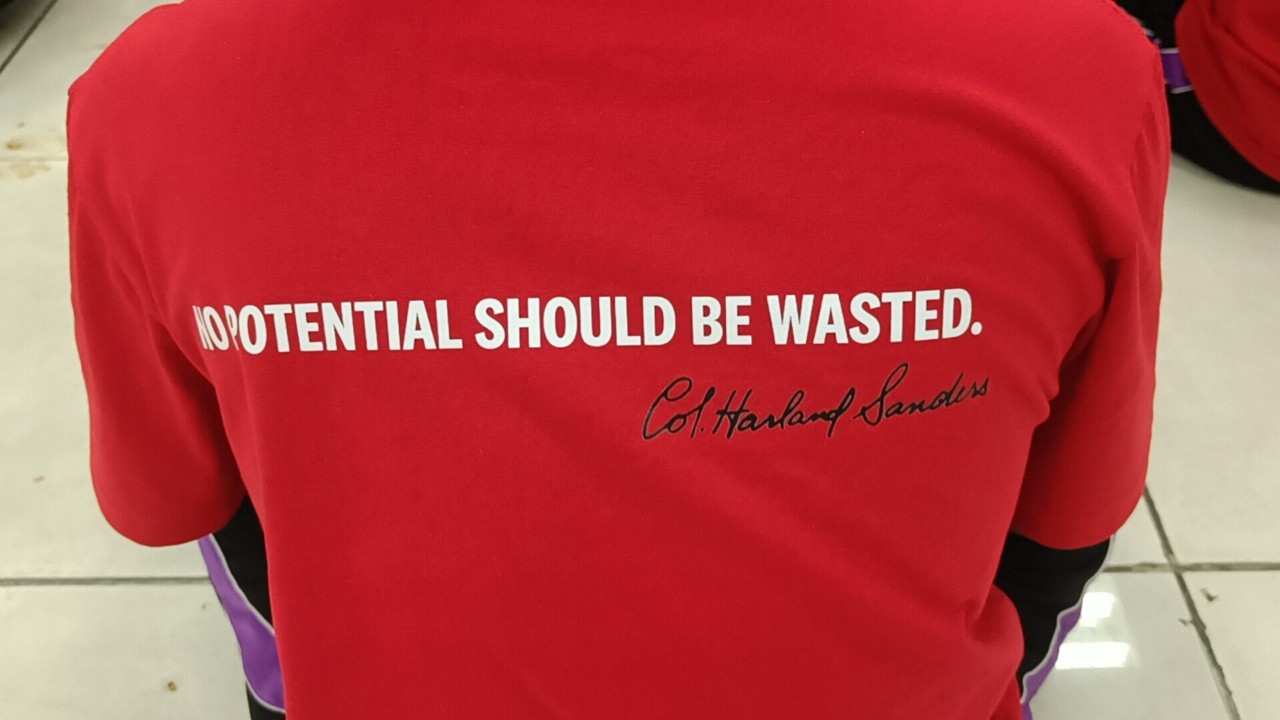 NO POTENTIAL SHOULD BE WASTED.
Col. Harland Sanders